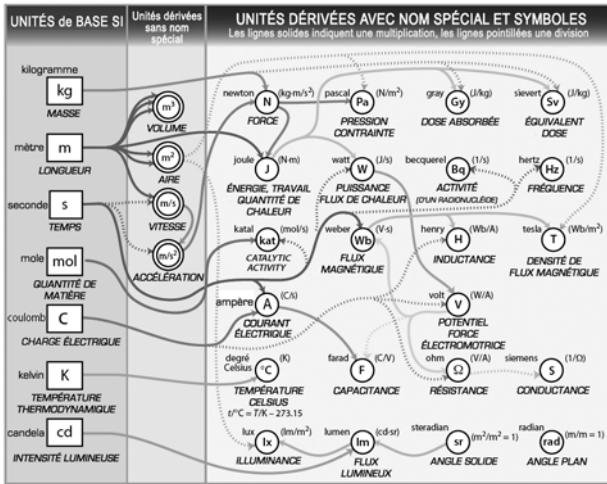 UNITÉS de BASE SI
Unités dérivées
sans nom
spécial
UNITÉS DÉRIVÉES AVEC NOM SPÉCIAL ET SYMBOLES
Les lignes solides indiquent une multiplication, les lignes pointillées une division
kilogramme
kg
MASSE
mètre
m
LONGUEUR
seconde
s
TEMPS
mole
mol
QUANTITÉ DE
MATIÈRE
coulomb
C
CHARGE ÉLECTRIQUE
kelvin
K
TEMPÉRATURE
THERMODYNAMIQUE
candela
cd
INTENSITÉ LUMINEUSE
m³
VOLUME
m²
AIRE
m/s
VITESSE
m/s²
ACCÉLÉRATION
newton N (kg·m/s²)
FORCE
pascal Pa (N/m²)
PRESSION
CONTRAINTE
gray Gy (J/kg)
DOSE ABSORBÉE
sievert Sv (J/kg)
ÉQUIVALENT
DOSE
joule J (N·m)
ÉNERGIE, TRAVAIL
QUANTITÉ DE
CHALEUR
watt W (J/s)
PUISSANCE
FLUX DE CHALEUR
becquerel Bq (1/s)
ACTIVITÉ
(D'UN RADIONUCLÉIDE)
hertz Hz (1/s)
FRÉQUENCE
katal kat (mol/s)
CATALYTIC
ACTIVITY
weber Wb (V·s)
FLUX
MAGNÉTIQUE
henry H (Wb/A)
INDUCTANCE
tesla T (Wb/m²)
DENSITÉ DE
FLUX MAGNÉTIQUE
ampère A (C/s)
COURANT
ÉLECTRIQUE
volt V (W/A)
POTENTIEL
FORCE
ÉLECTROMOTRICE
degré
Celsius °C (K)
TEMPÉRATURE
CELSIUS
t/°C = T/K – 273.15
farad F (C/V)
CAPACITANCE
ohm Ω (V/A)
RÉSISTANCE
siemens S (1/Ω)
CONDUCTANCE
lux lx (lm/m²)
ILLUMINANCE
lumen lm (cd·sr)
FLUX
LUMINEUX
steradian sr (m²/m² = 1)
ANGLE SOLIDE
radian rad (m/m = 1)
ANGLE PLAN